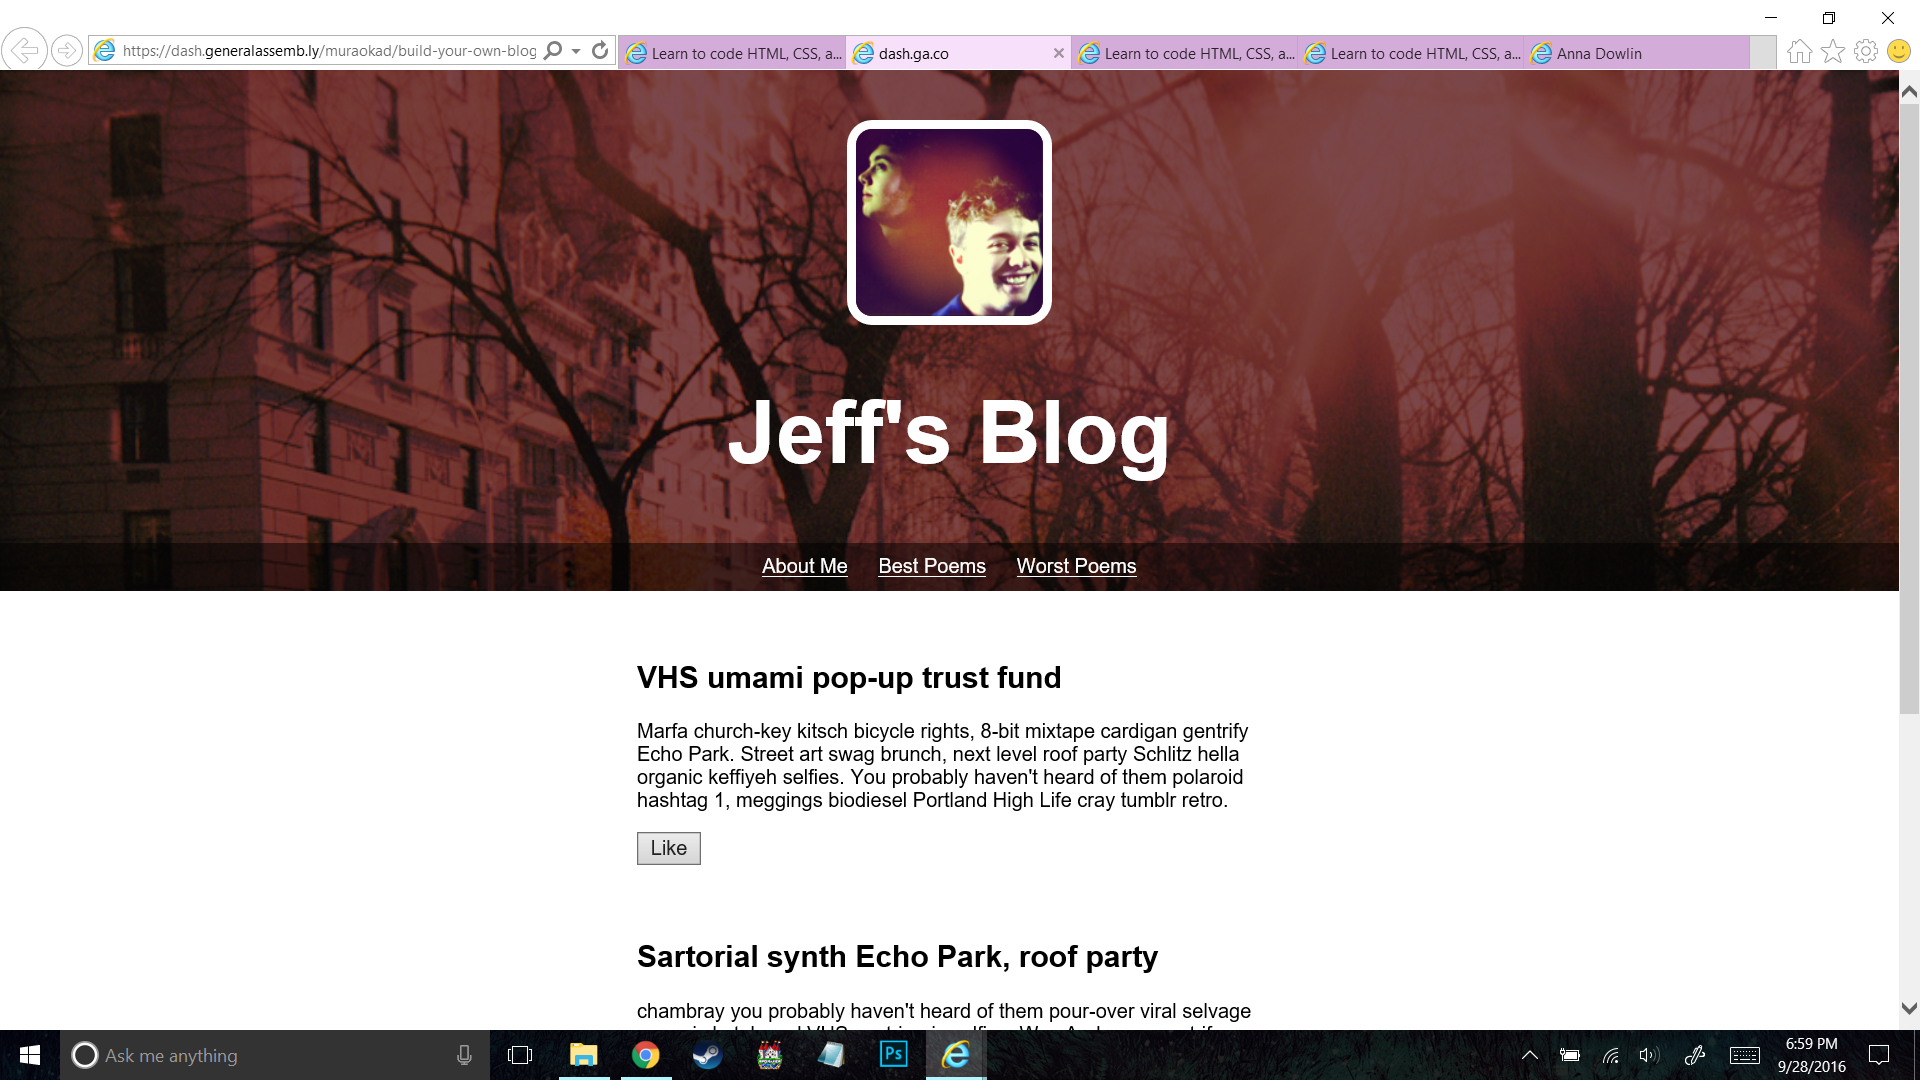 https://dash.generalassemb.ly/muraokad/build-your-own-blog
Learn to code HTML, CSS, a...
dash.ga.co
Learn to code HTML, CSS, a...
Learn to code HTML, CSS, a...
Anna Dowlin
Jeff's Blog
About Me Best Poems Worst Poems
VHS umami pop-up trust fund
Marfa church-key kitsch bicycle rights, 8-bit mixtape cardigan gentrify
Echo Park. Street art swag brunch, next level roof party Schlitz hella
organic keffiyeh selfies. You probably haven't heard of them polaroid
hashtag 1, meggings biodiesel Portland High Life cray tumblr retro.
Like
Sartorial synth Echo Park, roof party
chambray you probably haven't heard of them pour-over viral selvage
Ask me anything
Ps
6:59 PM
9/28/2016